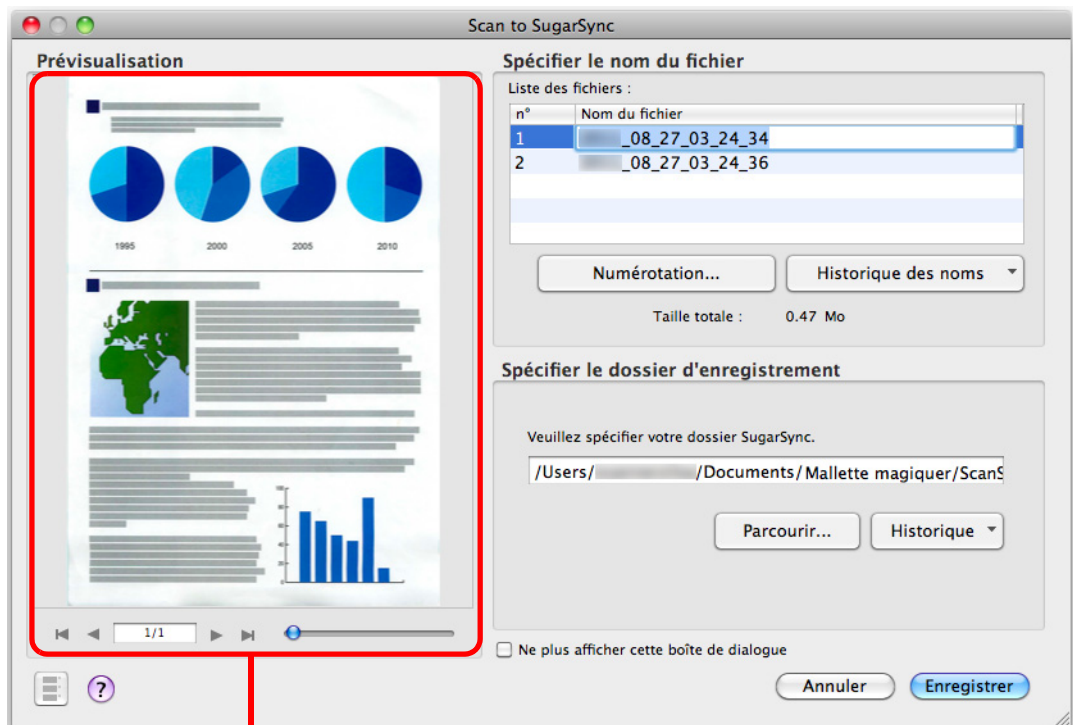 Scan to SugarSync
Prévisualisation
1995 2000 2005 2010
1/1
Spécifier le nom du fichier
Liste des fichiers :
n° Nom du fichier
1 _08_27_03_24_34
2 _08_27_03_24_36
Numérotation... Historique des noms
Taille totale : 0.47 Mo
Spécifier le dossier d'enregistrement
Veuillez spécifier votre dossier SugarSync.
/Users/ /Documents/Mallette magiquer/ScanS
Parcourir... Historique
Ne plus afficher cette boîte de dialogue
? Annuler Enregistrer